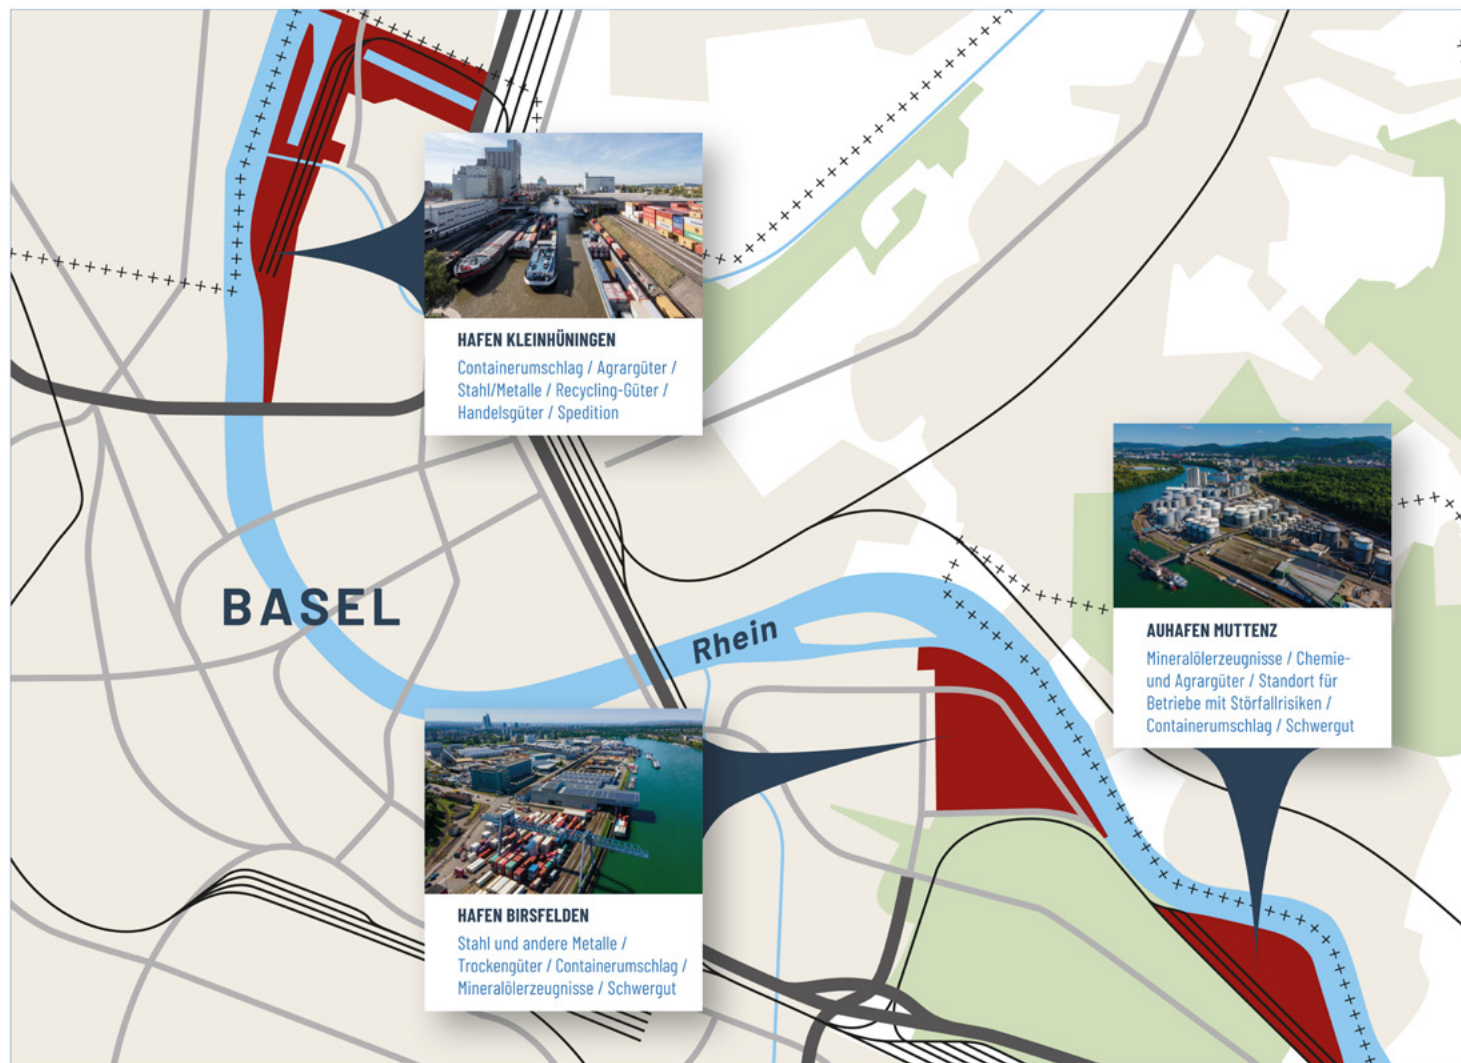 HAFEN KLEINHÜNINGEN
Containerumschlag / Agrargüter /
Stahl/Metalle / Recycling-Güter /
Handelsgüter / Spedition
BASEL
Rhein
AUHAFEN MUTTENZ
Mineralölerzeugnisse / Chemie-
und Agrargüter / Standort für
Betriebe mit Störfallrisiken /
Containerumschlag / Schwergut
HAFEN BIRSFELDEN
Stahl und andere Metalle /
Trockengüter / Containerumschlag /
Mineralölerzeugnisse / Schwergut